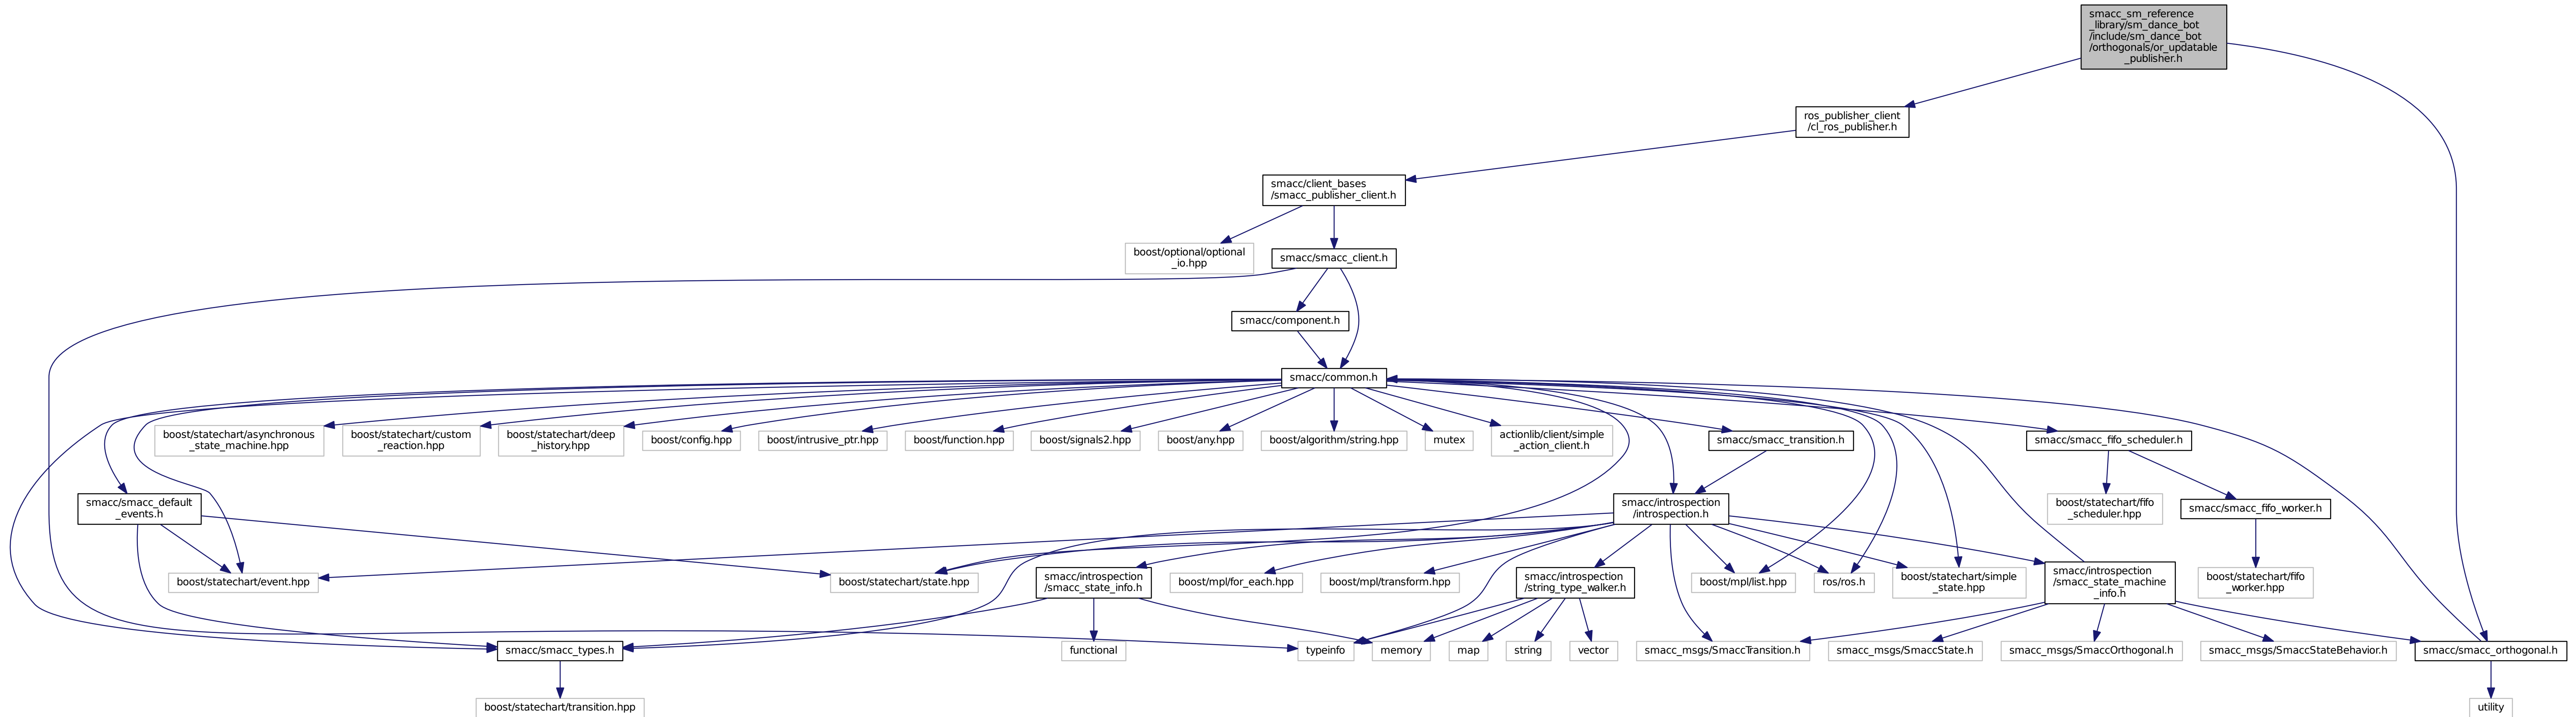 smacc_sm_reference
_library/sm_dance_bot
/include/sm_dance_bot
/orthogonals/or_updatable
_publisher.h
ros_publisher_client
/cl_ros_publisher.h
smacc/client_bases
/smacc_publisher_client.h
boost/optional/optional
_io.hpp
smacc/smacc_client.h
smacc/component.h
smacc/common.h
boost/statechart/asynchronous
_state_machine.hpp
boost/statechart/custom
_reaction.hpp
boost/statechart/deep
_history.hpp
boost/config.hpp
boost/intrusive_ptr.hpp
boost/function.hpp
boost/signals2.hpp
boost/any.hpp
boost/algorithm/string.hpp
mutex
actionlib/client/simple
_action_client.h
smacc/smacc_transition.h
smacc/smacc_fifo_scheduler.h
smacc/smacc_default
_events.h
smacc/introspection
/introspection.h
boost/statechart/fifo
_scheduler.hpp
smacc/smacc_fifo_worker.h
boost/statechart/event.hpp
boost/statechart/state.hpp
smacc/introspection
/smacc_state_info.h
boost/mpl/for_each.hpp
boost/mpl/transform.hpp
smacc/introspection
/string_type_walker.h
boost/mpl/list.hpp
ros/ros.h
boost/statechart/simple
_state.hpp
smacc/introspection
/smacc_state_machine
_info.h
boost/statechart/fifo
_worker.hpp
smacc/smacc_types.h
functional
typeinfo
memory
map
string
vector
smacc_msgs/SmaccTransition.h
smacc_msgs/SmaccState.h
smacc_msgs/SmaccOrthogonal.h
smacc_msgs/SmaccStateBehavior.h
smacc/smacc_orthogonal.h
boost/statechart/transition.hpp
utility